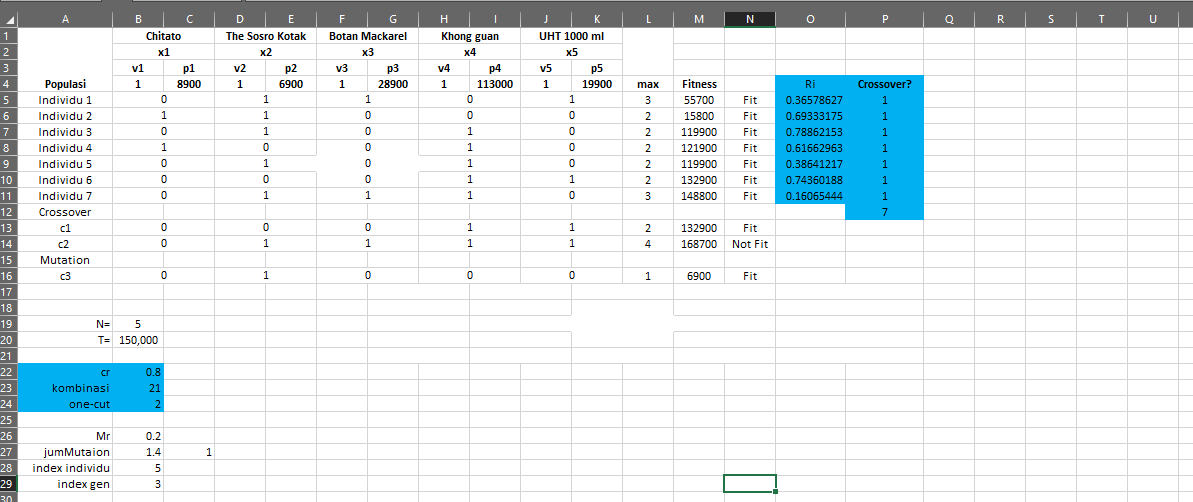 A B C D E F G H I J K L M N O P Q R S T U
1 Chitato The Sosro Kotak Botan Mackarel Khong guan UHT 1000 ml
2 x1 x2 x3 x4 x5
3 v1 p1 v2 p2 v3 p3 v4 p4 v5 p5
4 Populasi 1 8900 1 6900 1 28900 1 113000 1 19900 max Fitness Ri Crossover?
5 Individu 1 0 1 1 0 1 3 55700 Fit 0.36578627 1
6 Individu 2 1 1 0 0 0 2 15800 Fit 0.69333175 1
7 Individu 3 0 1 0 1 0 2 119900 Fit 0.78862153 1
8 Individu 4 1 0 0 1 0 2 121900 Fit 0.61662963 1
9 Individu 5 0 1 0 1 0 2 119900 Fit 0.38641217 1
10 Individu 6 0 0 0 1 1 2 132900 Fit 0.74360188 1
11 Individu 7 0 1 1 1 0 3 148800 Fit 0.16065444 1
12 Crossover 7
13 c1 0 0 0 1 1 2 132900 Fit
14 c2 0 1 1 1 1 4 168700 Not Fit
15 Mutation
16 c3 0 1 0 0 0 1 6900 Fit
17
18
19 N= 5
20 T= 150,000
21
22 cr 0.8
23 kombinasi 21
24 one-cut 2
25
26 Mr 0.2
27 jumMutaion 1.4 1
28 index individu 5
29 index gen 3
30